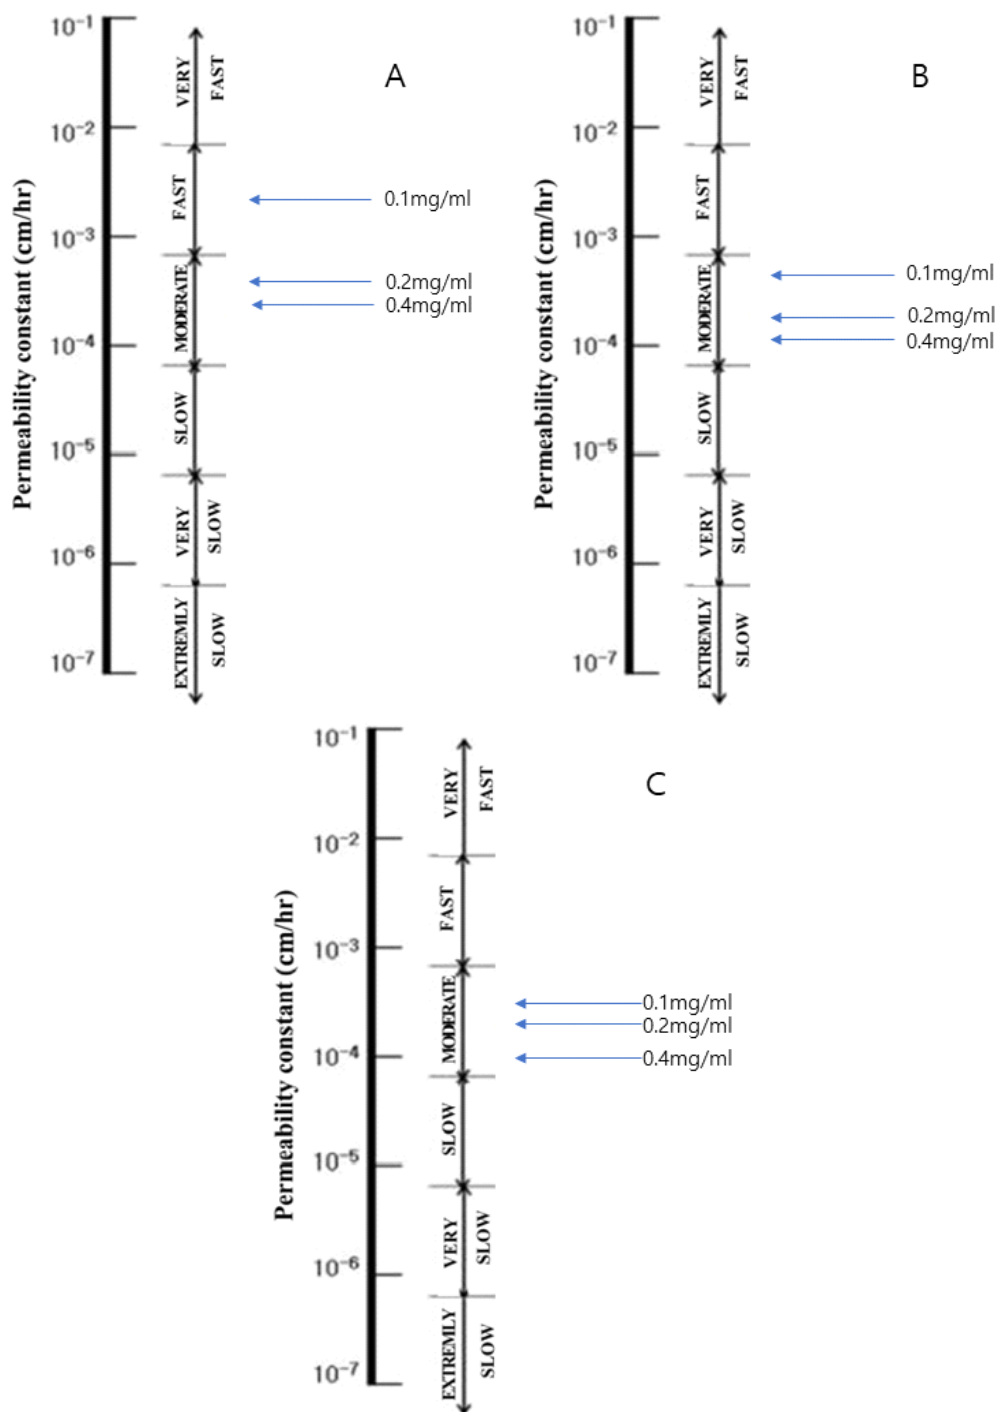 A
Permeability constant (cm/hr)
10⁻¹
10⁻²
10⁻³
10⁻⁴
10⁻⁵
10⁻⁶
10⁻⁷
VERY FAST
FAST
MODERATE
SLOW
VERY SLOW
EXTREMLY SLOW
0.1mg/ml
0.2mg/ml
0.4mg/ml
B
Permeability constant (cm/hr)
10⁻¹
10⁻²
10⁻³
10⁻⁴
10⁻⁵
10⁻⁶
10⁻⁷
VERY FAST
FAST
MODERATE
SLOW
VERY SLOW
EXTREMLY SLOW
0.1mg/ml
0.2mg/ml
0.4mg/ml
C
Permeability constant (cm/hr)
10⁻¹
10⁻²
10⁻³
10⁻⁴
10⁻⁵
10⁻⁶
10⁻⁷
VERY FAST
FAST
MODERATE
SLOW
VERY SLOW
EXTREMLY SLOW
0.1mg/ml
0.2mg/ml
0.4mg/ml